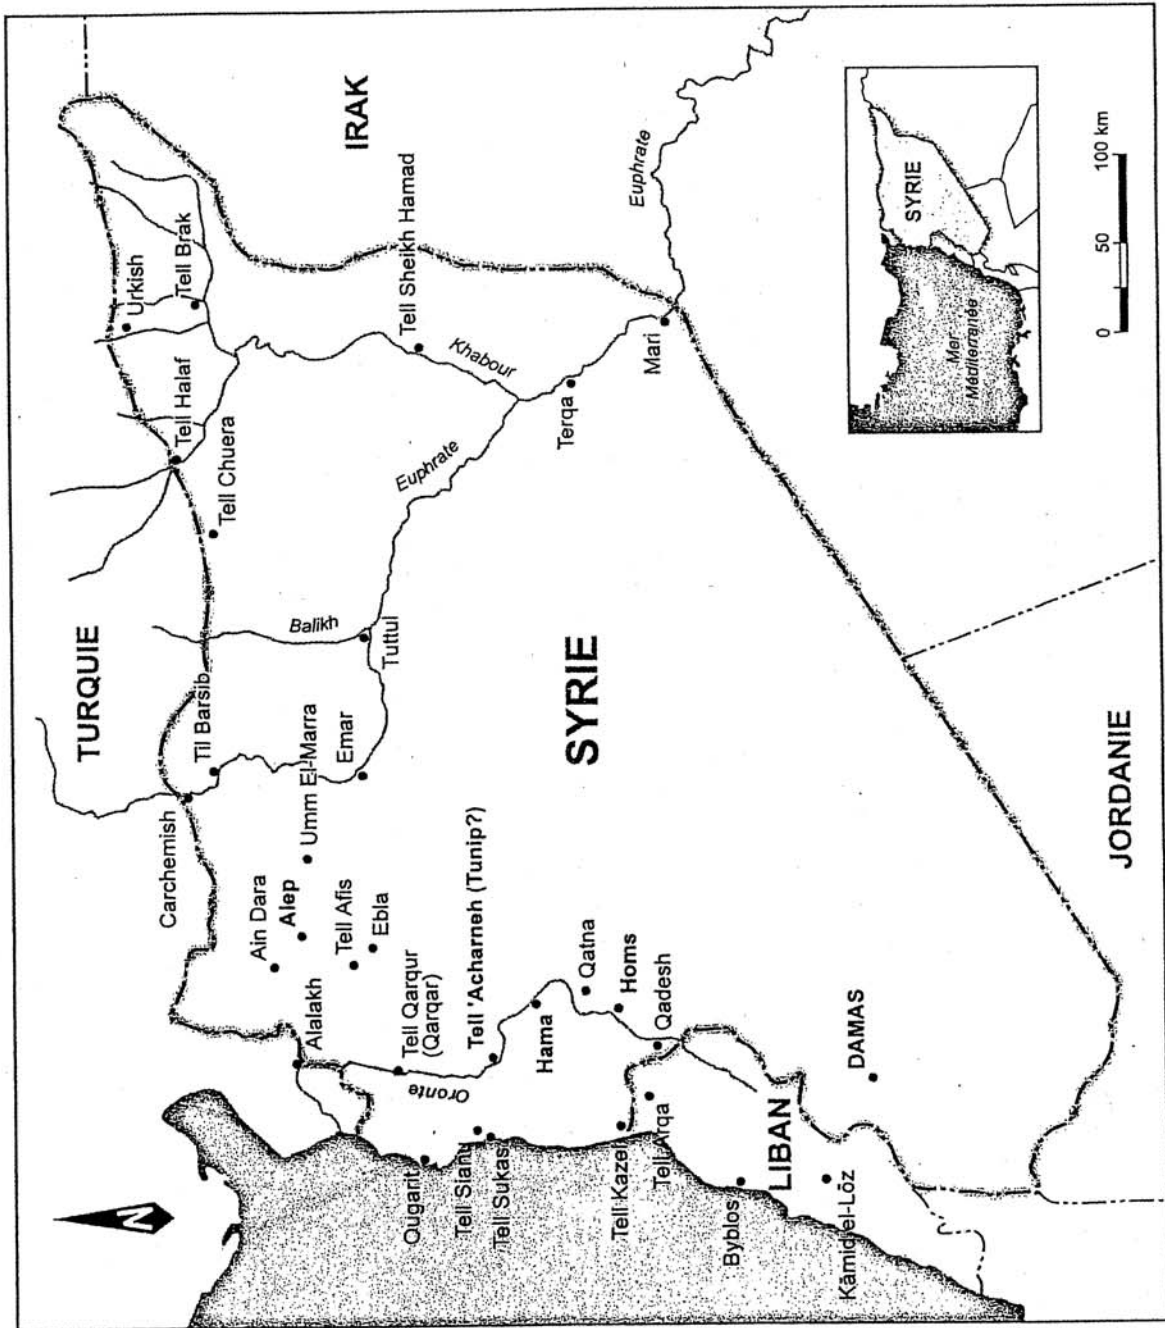 TURQUIE
IRAK
SYRIE
LIBAN
JORDANIE
Carchemish
Til Barsib
Tell Chuera
Tell Halaf
Urkish
Tell Brak
Ain Dara
Alep
Umm El-Marra
Alalakh
Tell Afis
Ebla
Emar
Balikh
Tuttul
Tell Sheikh Hamad
Khabour
Euphrate
Terqa
Mari
Euphrate
Tell Qarqur
(Qarqar)
Oronte
Ougarit
Tell 'Acharneh (Tunip?)
Tell Sianu
Tell Sukas
Hama
Qatna
Homs
Qadesh
Tell Kazel
Tell Arqa
Byblos
Kāmid el-Lōz
DAMAS
N
SYRIE
Mer
Méditerranée
0 50 100 km